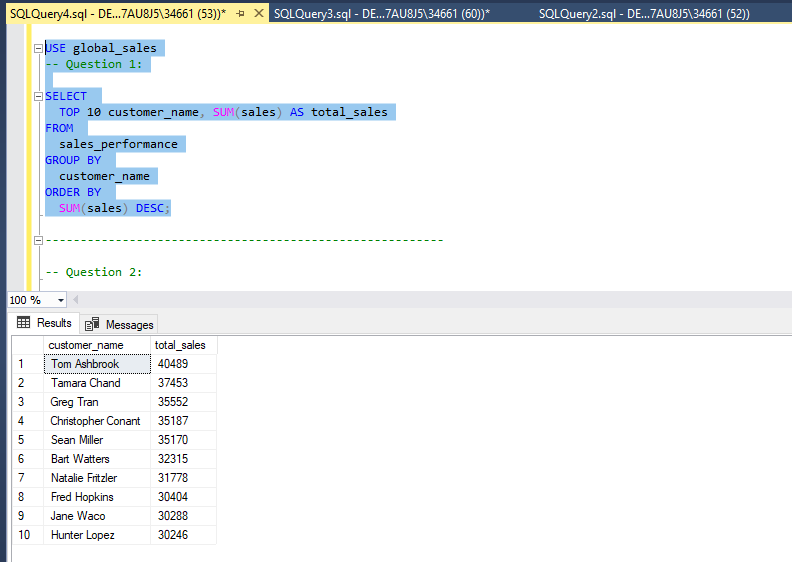 SQLQuery4.sql - DE...7AU8J5\34661 (53))* SQLQuery3.sql - DE...7AU8J5\34661 (60))* SQLQuery2.sql - DE...7AU8J5\34661 (52))
USE global_sales
-- Question 1:
SELECT
TOP 10 customer_name, SUM(sales) AS total_sales
FROM
sales_performance
GROUP BY
customer_name
ORDER BY
SUM(sales) DESC;
-------------------------------------------------------
-- Question 2:
100 %
Results Messages
customer_name total_sales
1 Tom Ashbrook 40489
2 Tamara Chand 37453
3 Greg Tran 35552
4 Christopher Conant 35187
5 Sean Miller 35170
6 Bart Watters 32315
7 Natalie Fritzler 31778
8 Fred Hopkins 30404
9 Jane Waco 30288
10 Hunter Lopez 30246